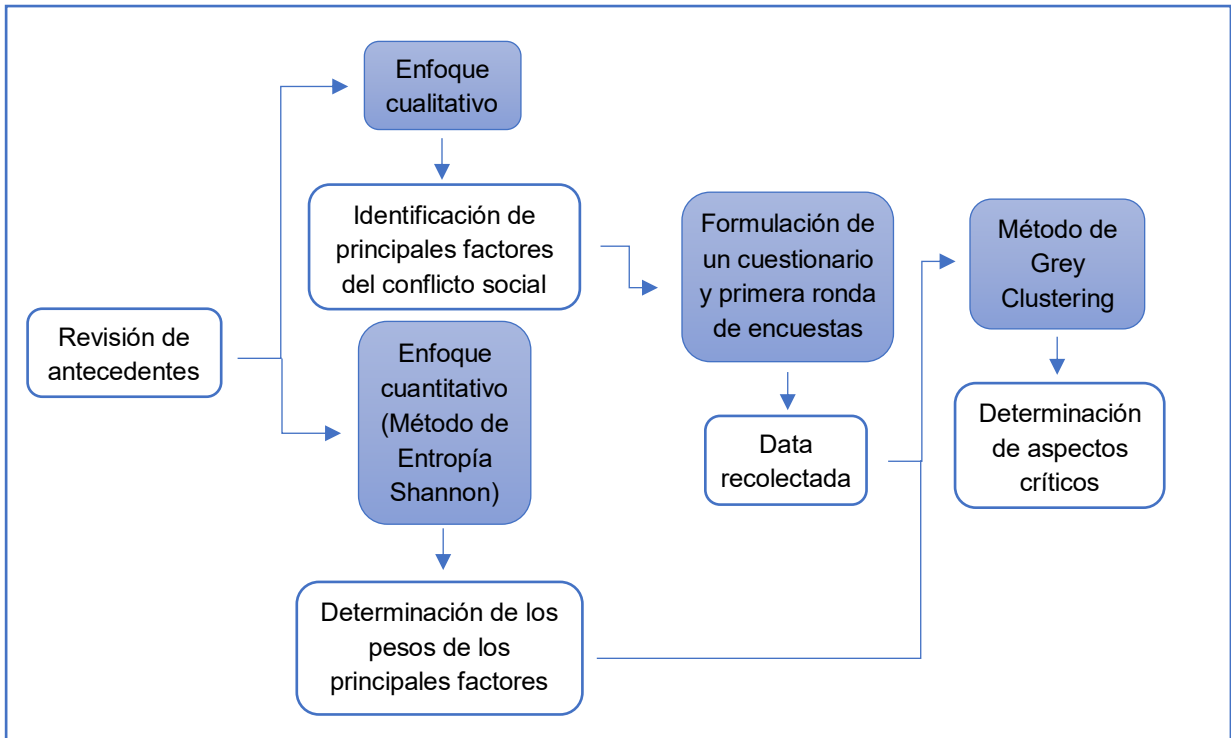 Revisión de
antecedentes
Enfoque
cualitativo
Identificación de
principales factores
del conflicto social
Enfoque
cuantitativo
(Método de
Entropía
Shannon)
Determinación de los
pesos de los
principales factores
Formulación de
un cuestionario
y primera ronda
de encuestas
Data
recolectada
Método de
Grey
Clustering
Determinación
de aspectos
críticos